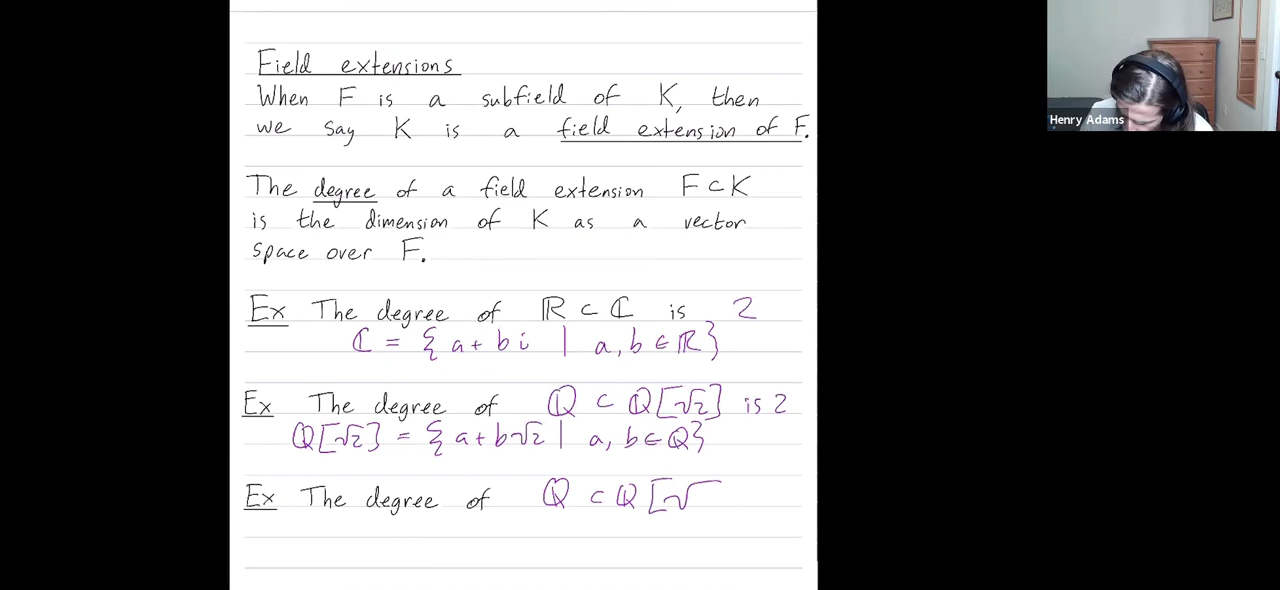 Field extensions
When F is a subfield of K, then
we say K is a field extension of F.
The degree of a field extension F ⊂ K
is the dimension of K as a vector
space over F.
Ex The degree of ℝ ⊂ ℂ is 2
ℂ = { a + b i | a, b ∈ ℝ }
Ex The degree of ℚ ⊂ ℚ[√2] is 2
ℚ[√2] = { a + b√2 | a, b ∈ ℚ }
Ex The degree of ℚ ⊂ ℚ[√
Henry Adams